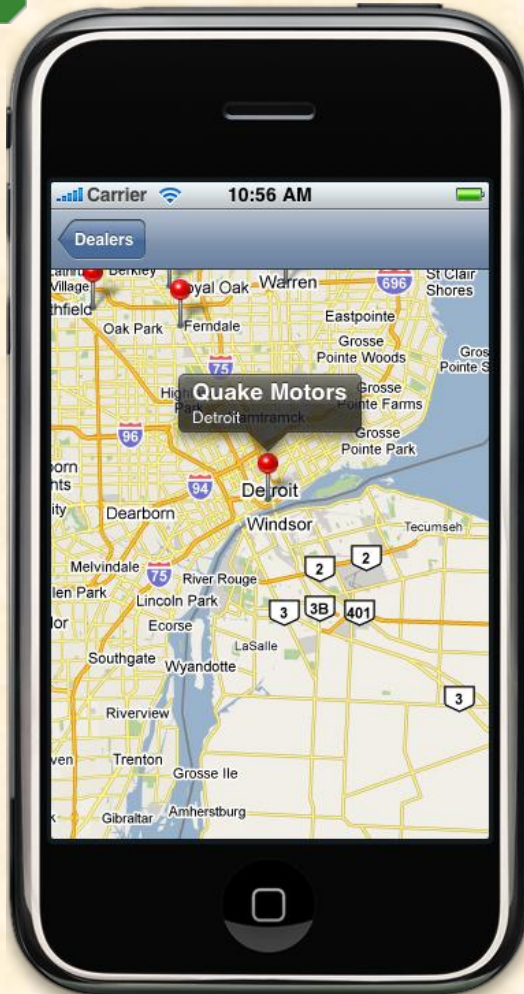 Carrier 10:56 AM
Dealers
Berkley
St Clair
Village
Royal Oak Warren 696 Shores
Oak Park Ferndale Eastpointe
Grosse
Pointe Woods
75
Quake Motors
Detroit
Grosse
Pointe Farms
96
Grosse
Pointe Park
94 Detroit
Dearborn Windsor Tecumseh
Melvindale 75 River Rouge 2 2
Lincoln Park 3 3B 401
Ecorse
LaSalle
Southgate Wyandotte
3
Riverview
Trenton
Grosse Ile
Gibraltar Amherstburg